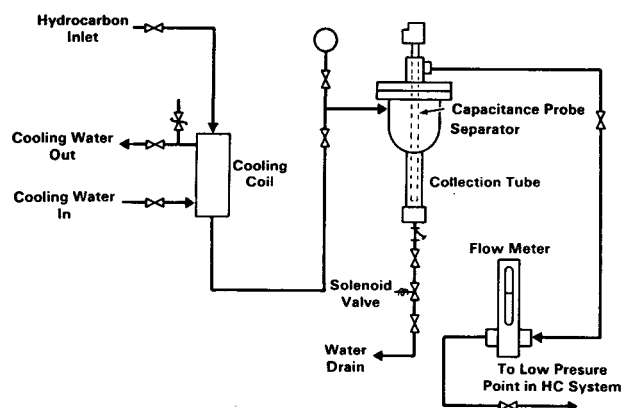 Hydrocarbon
Inlet
Cooling Water
Out
Cooling
Coil
Cooling Water
In
Capacitance Probe
Separator
Collection Tube
Flow Meter
Solenoid
Valve
Water
Drain
To Low Presure
Point in HC System